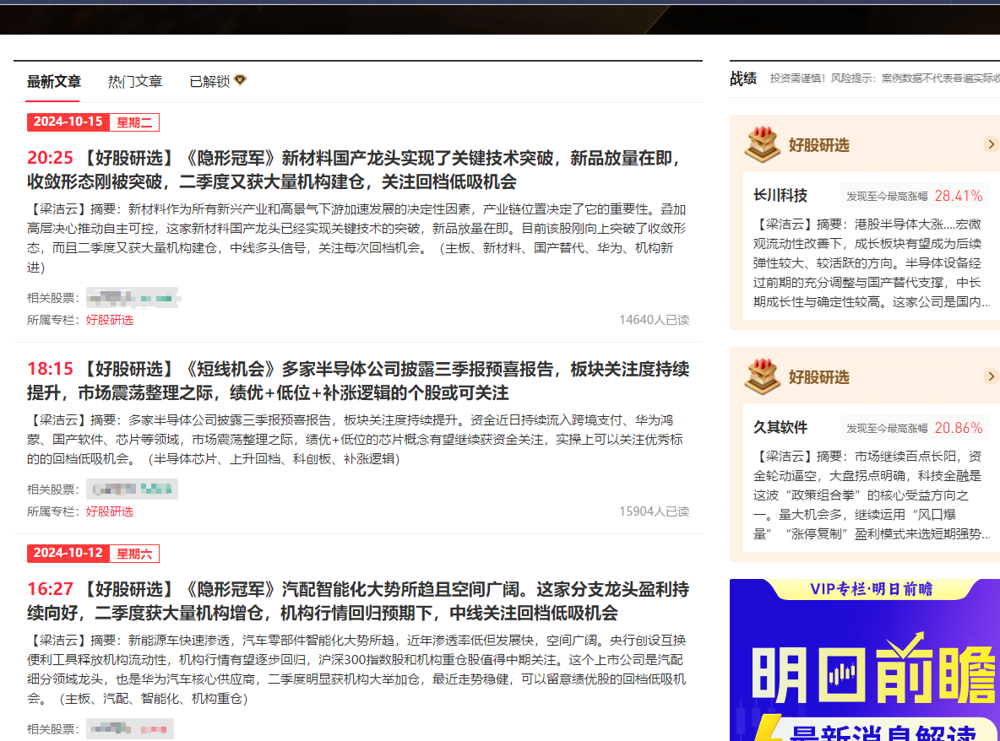 最新文章 热门文章 已解锁
2024-10-15 星期二
20:25 【好股研选】《隐形冠军》新材料国产龙头实现了关键技术突破，新品放量在即，
收敛形态刚被突破，二季度又获大量机构建仓，关注回档低吸机会
【梁洁云】摘要：新材料作为所有新兴产业和高景气下游加速发展的决定性因素，产业链位置决定了它的重要性。叠加
高层决心推动自主可控，这家新材料国产龙头已经实现关键技术的突破，新品放量在即。目前该股刚向上突破了收敛形
态，而且二季度又获大量机构建仓，中线多头信号，关注每次回档机会。（主板、新材料、国产替代、华为、机构新
进）
相关股票：
所属专栏：好股研选 14640人已读
18:15 【好股研选】《短线机会》多家半导体公司披露三季报预喜报告，板块关注度持续
提升，市场震荡整理之际，绩优+低位+补涨逻辑的个股或可关注
【梁洁云】摘要：多家半导体公司披露三季报预喜报告，板块关注度持续提升。资金近日持续流入跨境支付、华为鸿
蒙、国产软件、芯片等领域，市场震荡整理之际，绩优+低位的芯片概念有望继续获资金关注，实操上可以关注优秀标
的的回档低吸机会。（半导体芯片、上升回档、科创板、补涨逻辑）
相关股票：
所属专栏：好股研选 15904人已读
2024-10-12 星期六
16:27 【好股研选】《隐形冠军》汽配智能化大势所趋且空间广阔。这家分支龙头盈利持
续向好，二季度获大量机构增仓，机构行情回归预期下，中线关注回档低吸机会
【梁洁云】摘要：新能源车快速渗透，汽车零部件智能化大势所趋，近年渗透率低但发展快，空间广阔。央行创设互换
便利工具释放机构流动性，机构行情有望逐步回归，沪深300指数股和机构重仓股值得中期关注。这个上市公司是汽配
细分领域龙头，也是华为汽车核心供应商，二季度明显获机构大举加仓，最近走势稳健，可以留意绩优股的回档低吸机
会。（主板、汽配、智能化、机构重仓）
相关股票：
战绩 投资需谨慎！风险提示：案例数据不代表普遍实际收
好股研选
长川科技 发现至今最高涨幅 28.41%
【梁洁云】摘要：港股半导体大涨....宏微
观流动性改善下，成长板块有望成为后续
弹性较大、较活跃的方向。半导体设备经
过前期的充分调整与国产替代支撑，中长
期成长性与确定性较高。这家公司是国内...
好股研选
久其软件 发现至今最高涨幅 20.86%
【梁洁云】摘要：市场继续百点长阳，资
金轮动逼空，大盘拐点明确，科技金融是
这波“政策组合拳”的核心受益方向之
一。量大机会多，继续运用“风口爆
量”“涨停复制”盈利模式来选短期强势...
VIP专栏·明日前瞻
明日前瞻
最新消息解读